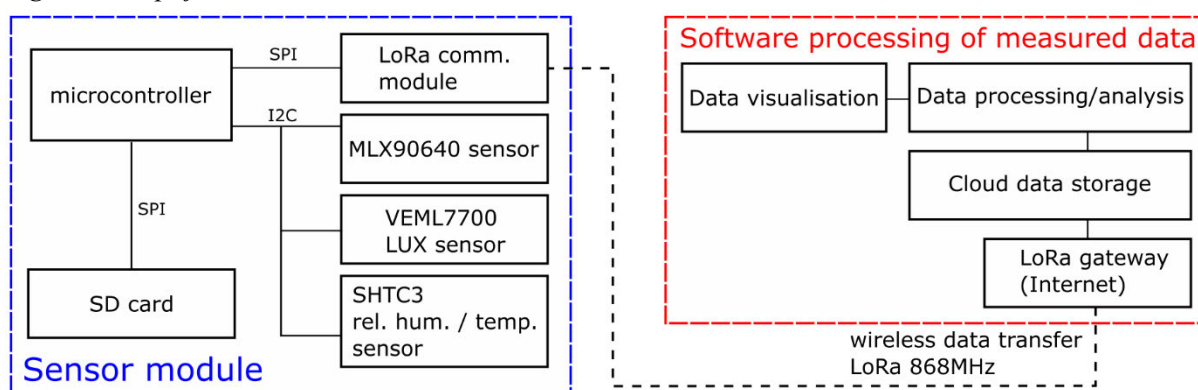 SPI
LoRa comm.
module
microcontroller
I2C
MLX90640 sensor
SPI
VEML7700
LUX sensor
SD card
SHTC3
rel. hum. / temp.
sensor
Sensor module
Software processing of measured data
Data visualisation
Data processing/analysis
Cloud data storage
LoRa gateway
(Internet)
wireless data transfer
LoRa 868MHz